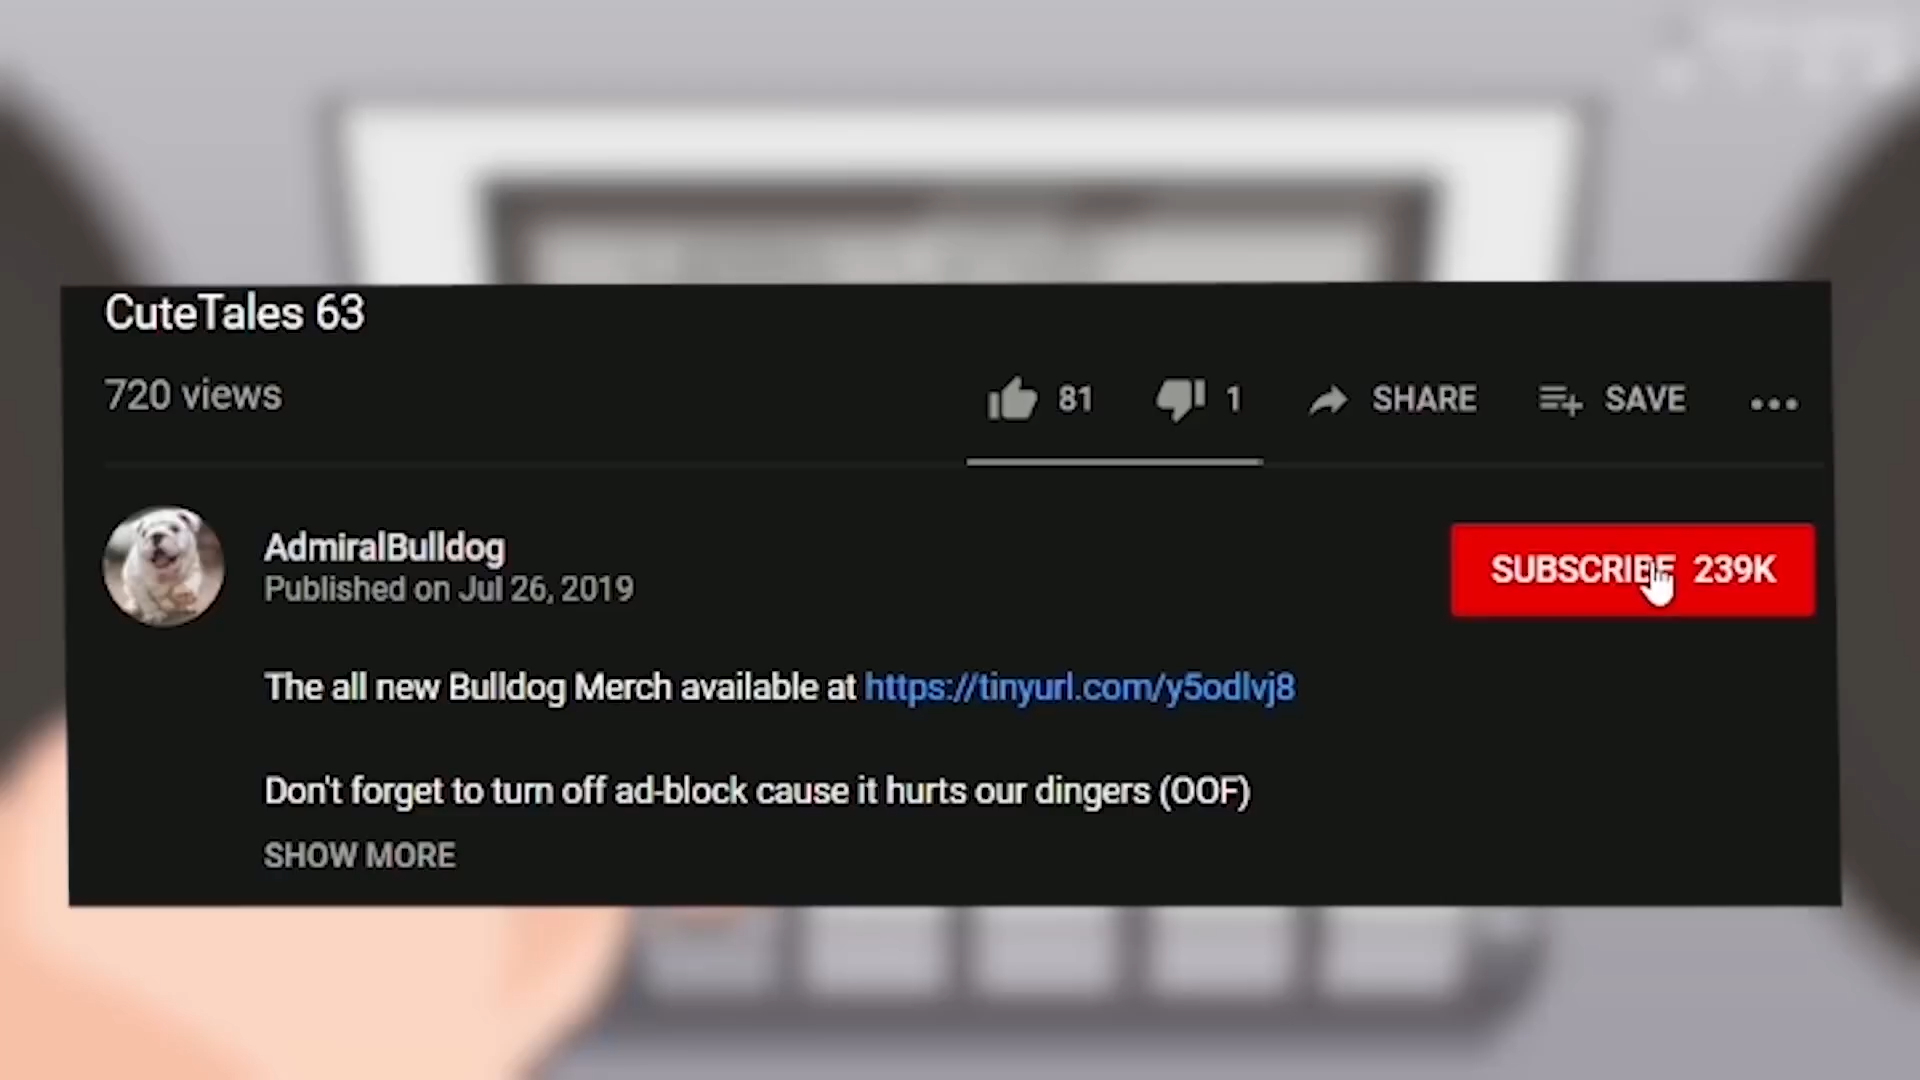 CuteTales 63
720 views
81
1
SHARE
SAVE
AdmiralBulldog
Published on Jul 26, 2019
SUBSCRIBE 239K
The all new Bulldog Merch available at https://tinyurl.com/y5odlvj8
Don't forget to turn off ad-block cause it hurts our dingers (OOF)
SHOW MORE